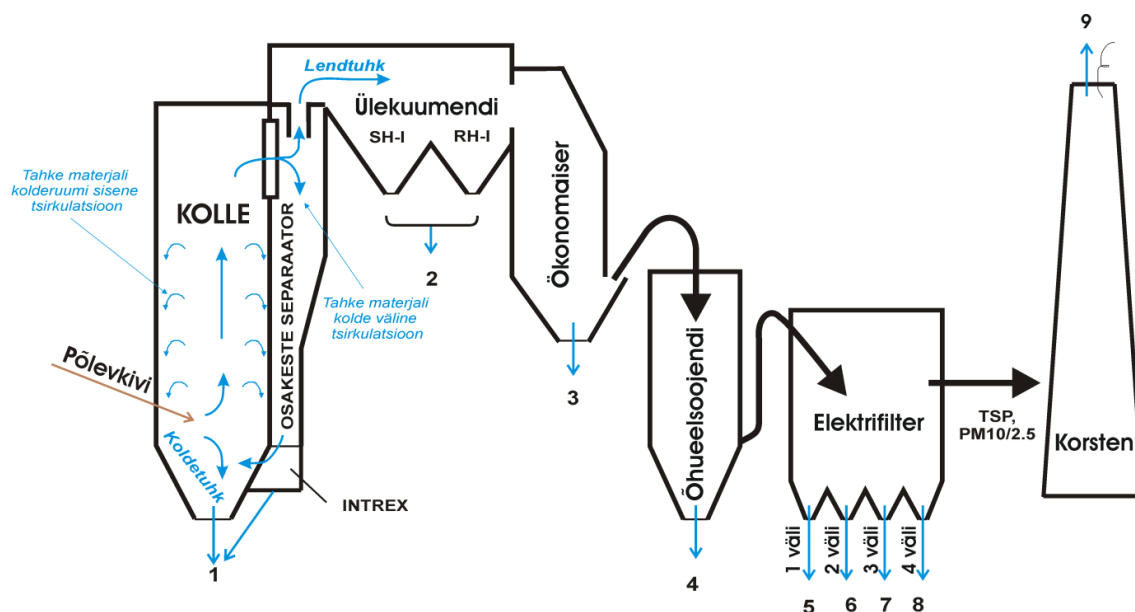 9
Lendtuhk
Ülekuumendi
SH-I
RH-I
Tahke materjali
kolderuumi sisene
tsirkulatsioon
KOLLE
OSAKESTE SEPARAATOR
Ökonomaiser
2
Tahke materjali
kolde väline
tsirkulatsioon
Põlevkivi
Õhueelsoojendi
3
Elektrifilter
TSP,
PM10/2.5
Korsten
Koldetuhk
INTREX
1 väli
2 väli
3 väli
4 väli
1
4
5
6
7
8